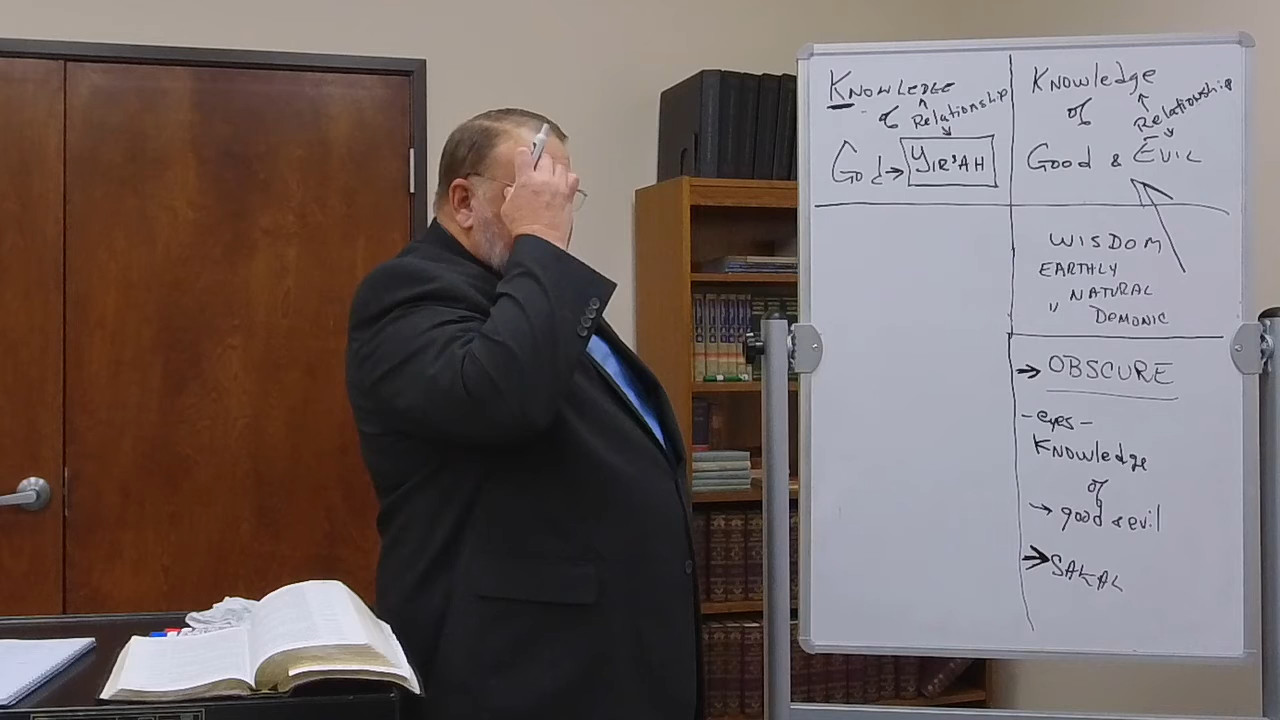 KNOWLEDGE
of Relationship
God → YIR'AH
Knowledge
of Relationship
Good & EVIL
WISDOM
EARTHLY
" NATURAL
DEMONIC
→ OBSCURE
- eyes -
Knowledge
of
→ good & evil
→ SAKAL